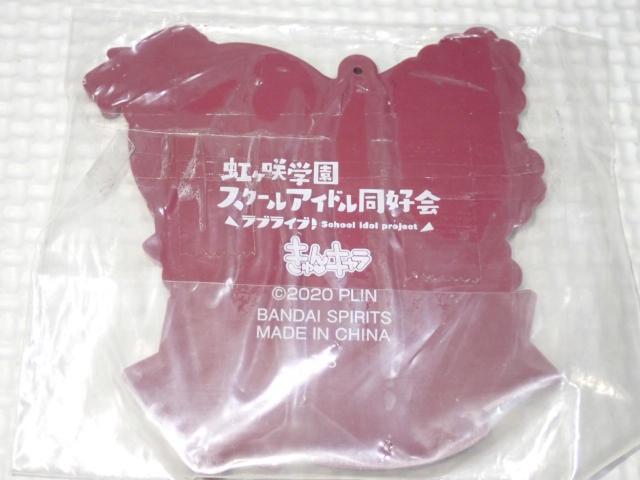 虹ヶ咲学園
スクールアイドル同好会
ラブライブ! School idol project
きゅんキャラ
©2020 PL!N
BANDAI SPIRITS
MADE IN CHINA